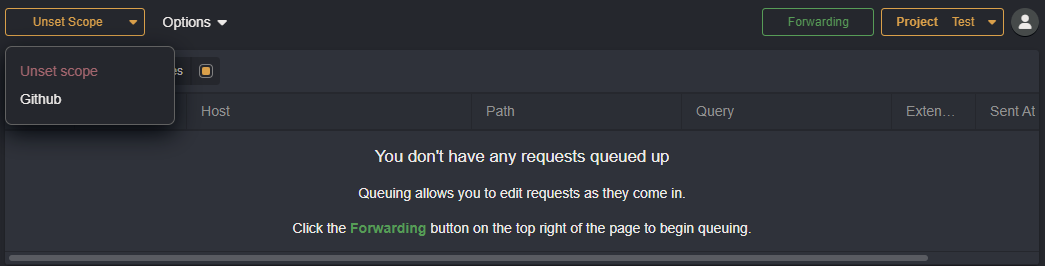 Unset Scope
Options
Forwarding
Project Test
Unset scope
Github
Host Path Query Exten… Sent At
You don't have any requests queued up
Queuing allows you to edit requests as they come in.
Click the Forwarding button on the top right of the page to begin queuing.